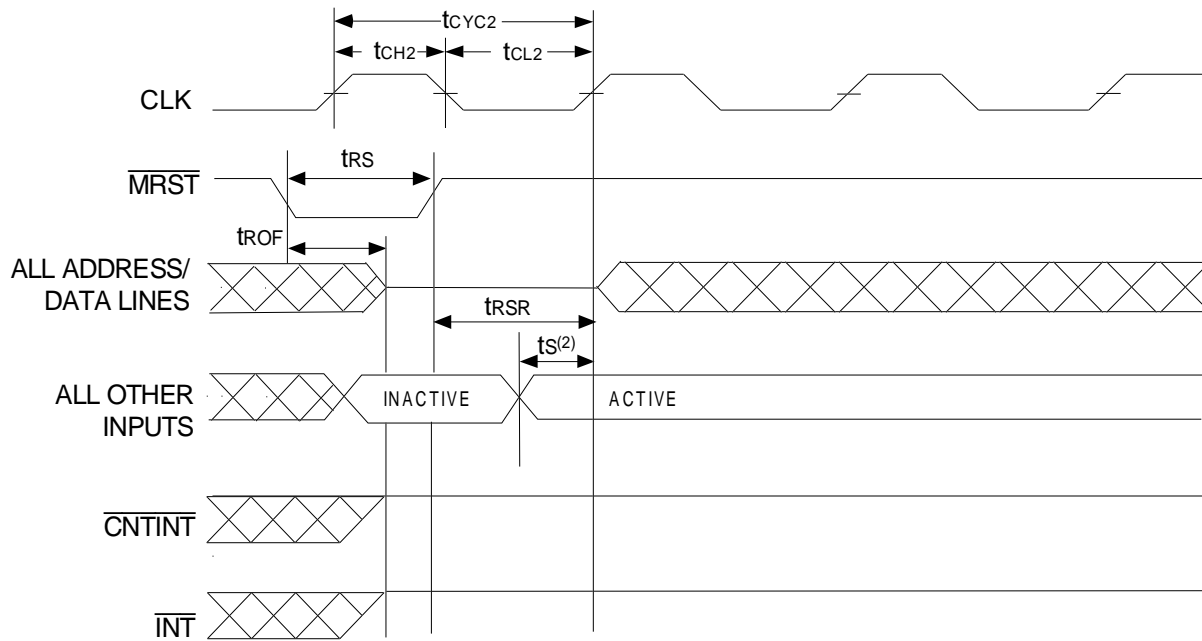 tCYC2
tCH2
tCL2
CLK
tRS
MRST
tROF
ALL ADDRESS/
DATA LINES
tRSR
tS(2)
ALL OTHER
INPUTS
INACTIVE
ACTIVE
CNTINT
INT